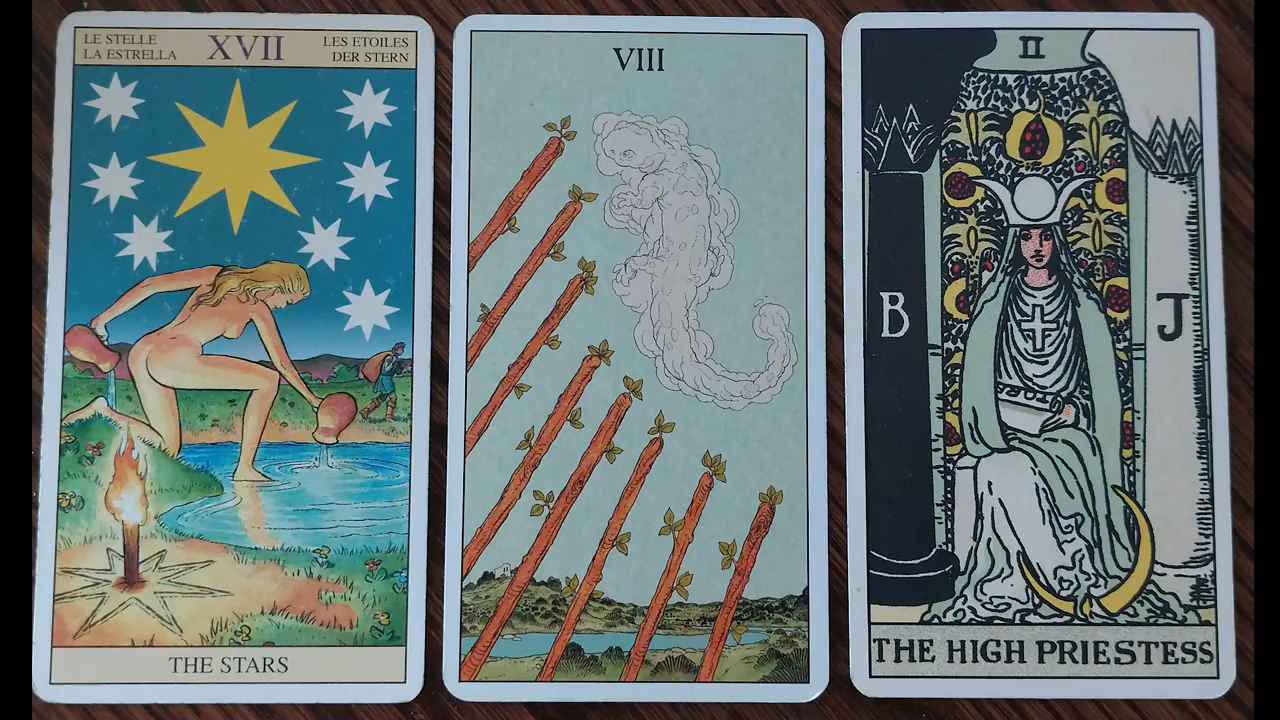 LE STELLE
LA ESTRELLA
XVII
LES ETOILES
DER STERN
THE STARS
VIII
II
B
J
THE HIGH PRIESTESS